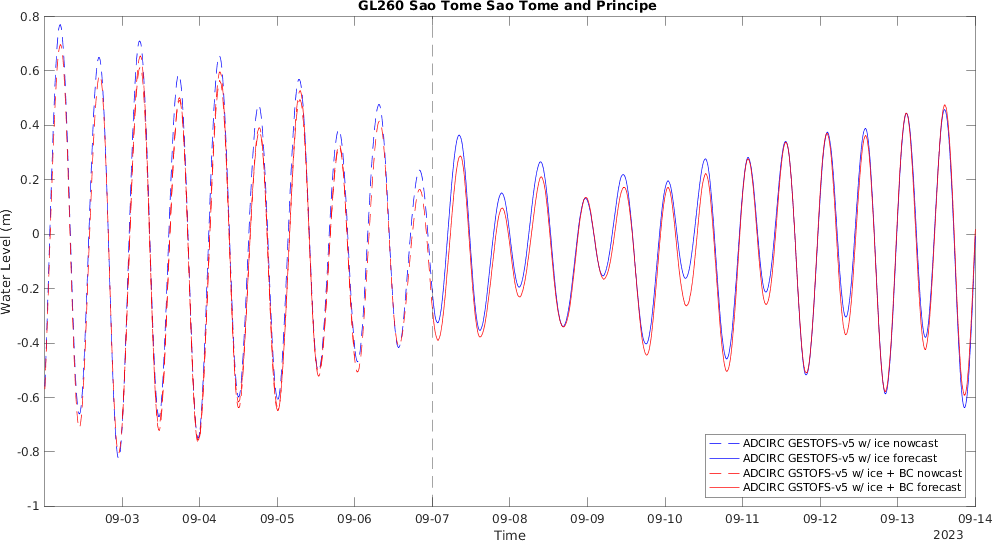 GL260 Sao Tome Sao Tome and Principe
0.8
0.6
0.4
0.2
0
-0.2
-0.4
-0.6
-0.8
-1
Water Level (m)
ADCIRC GESTOFS-v5 w/ ice nowcast
ADCIRC GESTOFS-v5 w/ ice forecast
ADCIRC GSTOFS-v5 w/ ice + BC nowcast
ADCIRC GSTOFS-v5 w/ ice + BC forecast
09-03 09-04 09-05 09-06 09-07 09-08 09-09 09-10 09-11 09-12 09-13 09-14
Time
2023